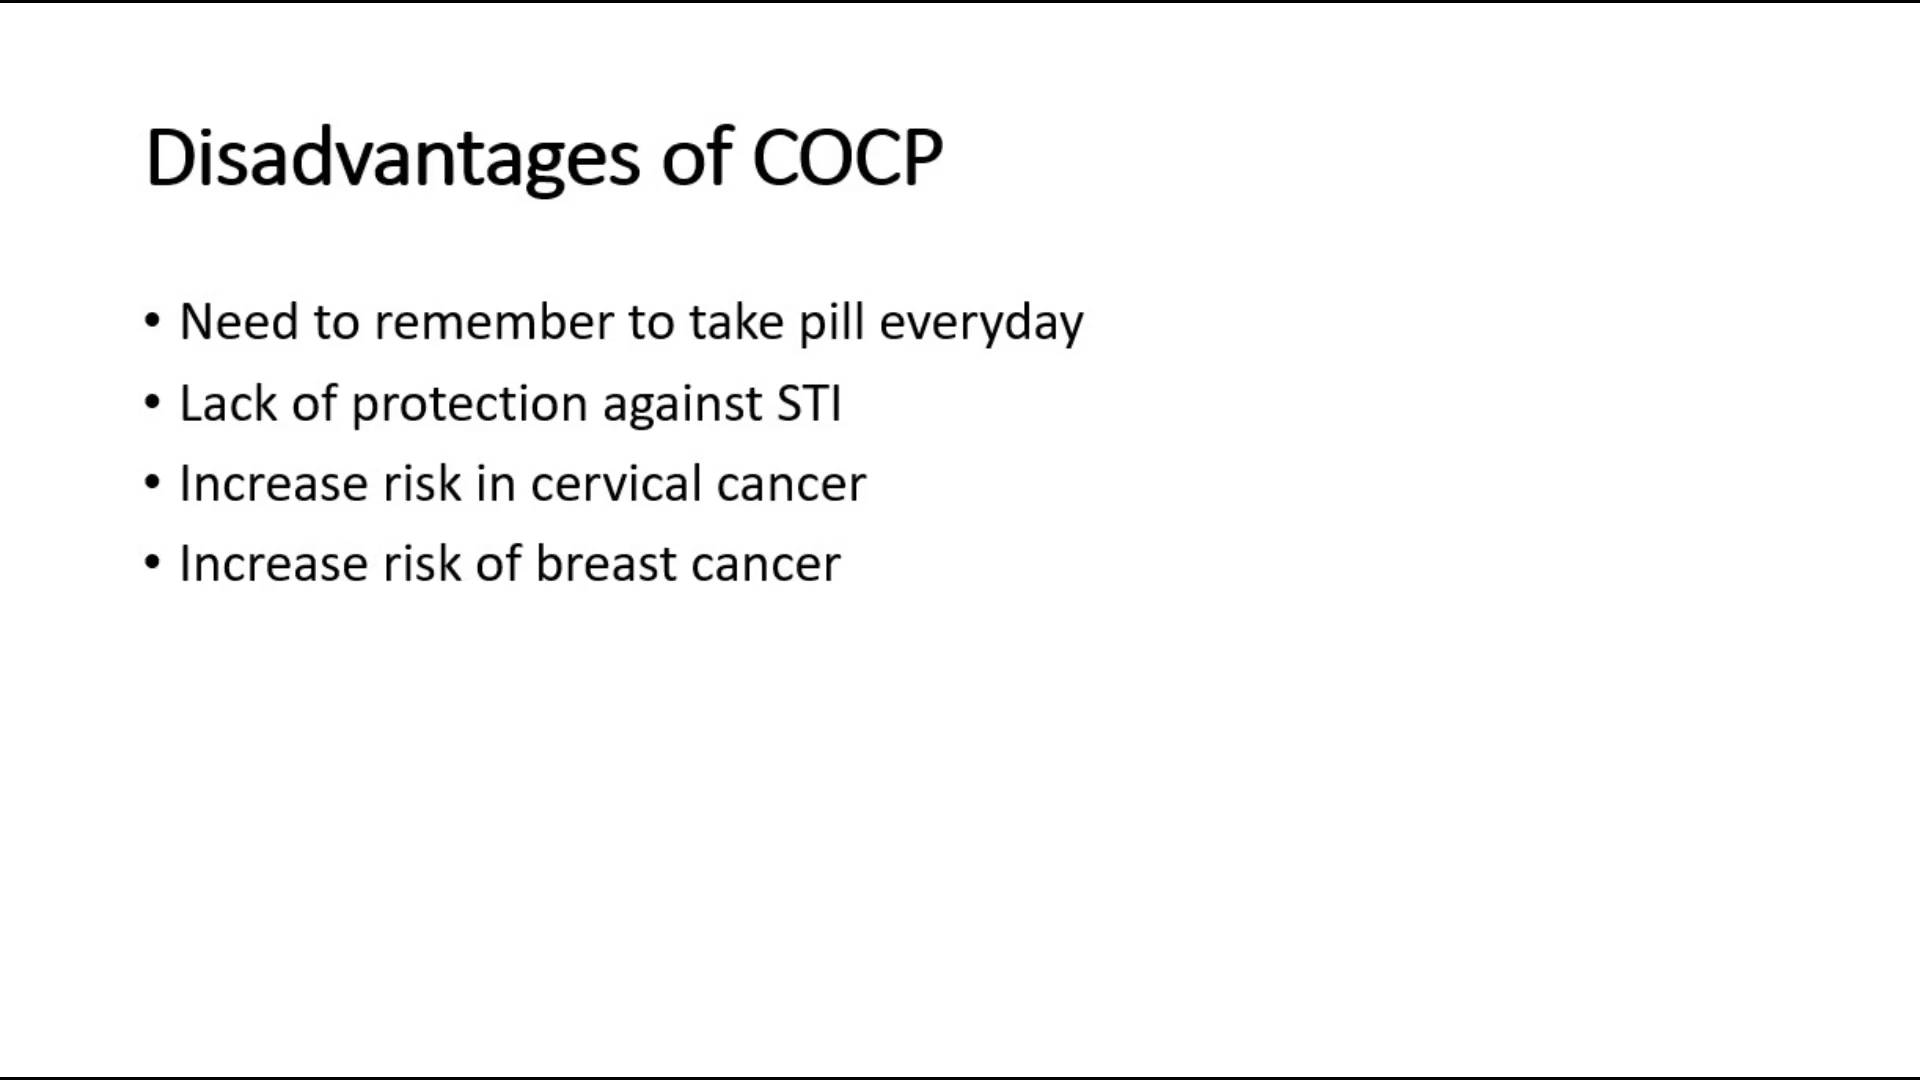 Disadvantages of COCP
• Need to remember to take pill everyday
• Lack of protection against STI
• Increase risk in cervical cancer
• Increase risk of breast cancer